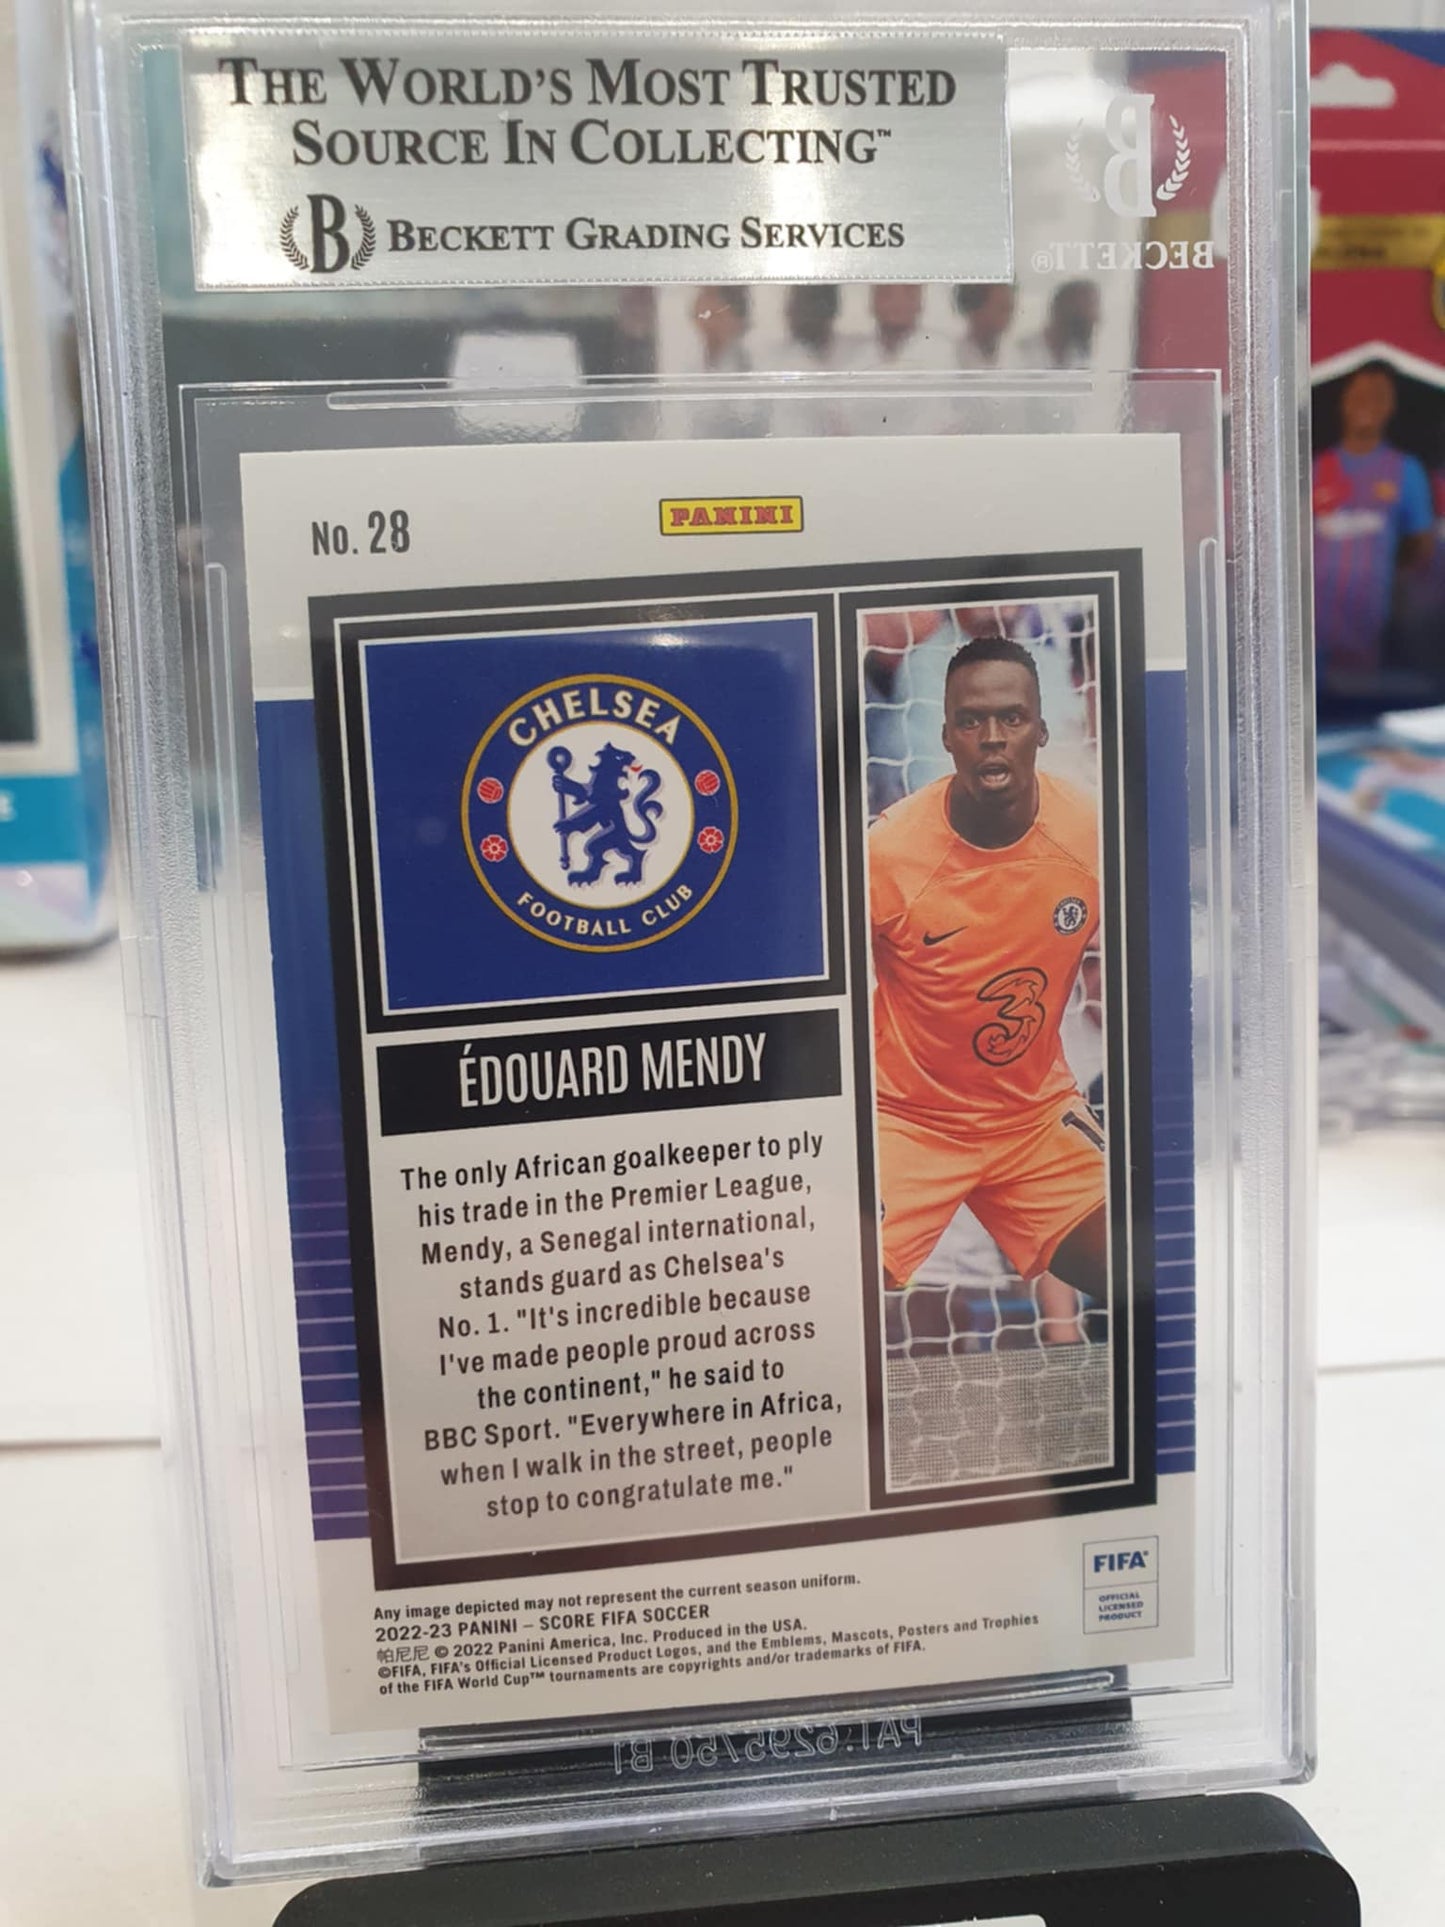 THE WORLD'S MOST TRUSTED
SOURCE IN COLLECTING™
B BECKETT GRADING SERVICES
B
BECKETT®
No. 28
PANINI
CHELSEA
FOOTBALL CLUB
3
ÉDOUARD MENDY
The only African goalkeeper to ply
his trade in the Premier League,
Mendy, a Senegal international,
stands guard as Chelsea's
No. 1. "It's incredible because
I've made people proud across
the continent," he said to
BBC Sport. "Everywhere in Africa,
when I walk in the street, people
stop to congratulate me."
FIFA®
OFFICIAL
LICENSED
PRODUCT
Any image depicted may not represent the current season uniform.
2022-23 PANINI – SCORE FIFA SOCCER
帕尼尼 © 2022 Panini America, Inc. Produced in the USA.
©FIFA, FIFA's Official Licensed Product Logos, and the Emblems, Mascots, Posters and Trophies
of the FIFA World Cup™ tournaments are copyrights and/or trademarks of FIFA.